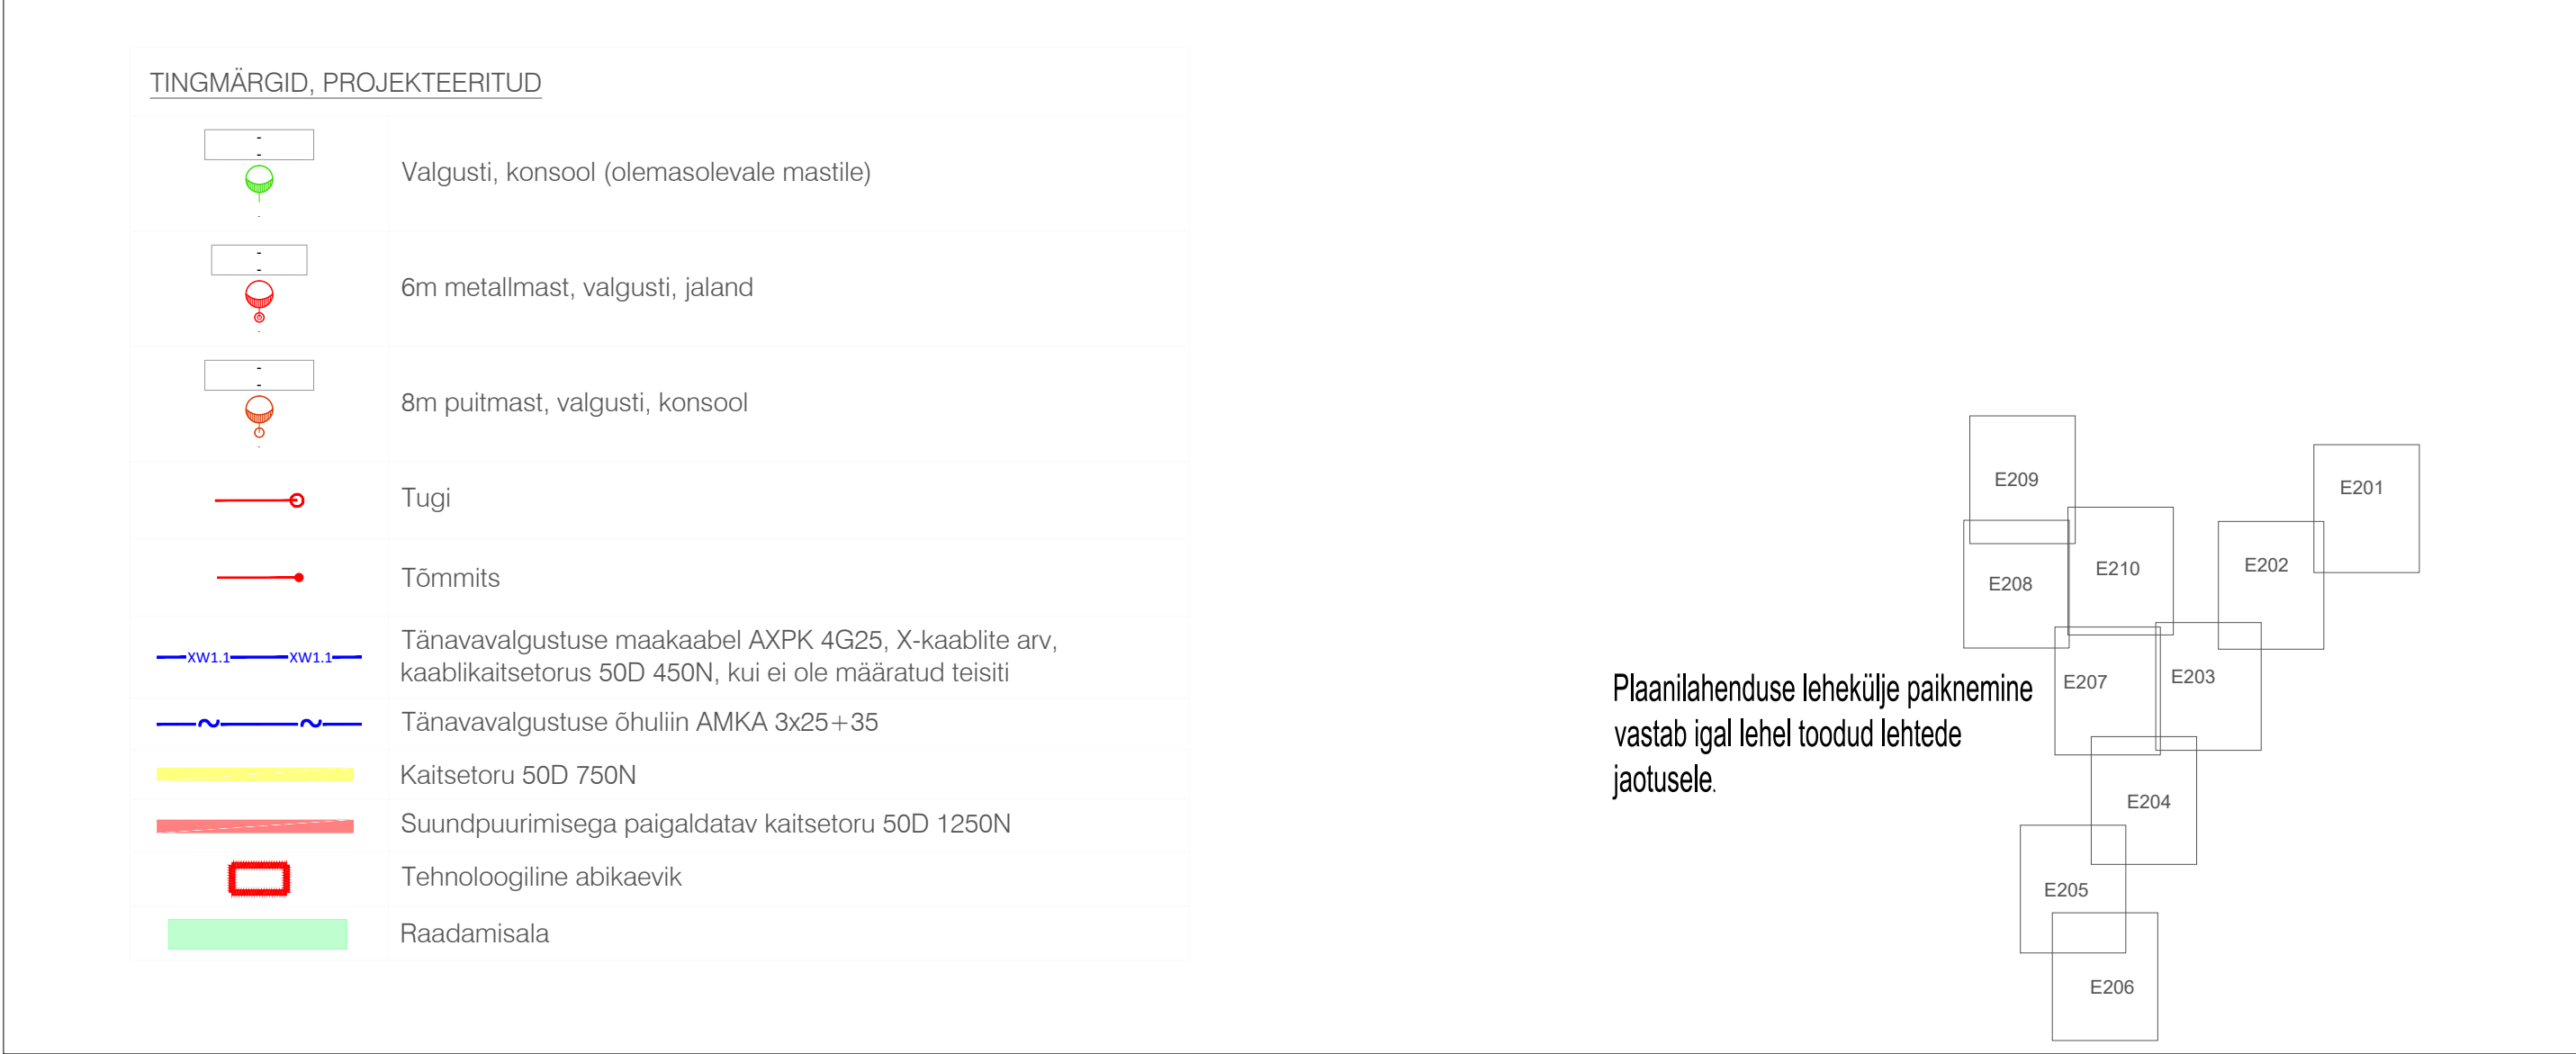 TINGMÄRGID, PROJEKTEERITUD
Valgusti, konsool (olemasolevale mastile)
6m metallmast, valgusti, jaland
8m puitmast, valgusti, konsool
Tugi
Tõmmits
XW1.1 XW1.1
Tänavavalgustuse maakaabel AXPK 4G25, X-kaablite arv,
kaablikaitsetorus 50D 450N, kui ei ole määratud teisiti
Tänavavalgustuse õhuliin AMKA 3x25+35
Kaitsetoru 50D 750N
Suundpuurimisega paigaldatav kaitsetoru 50D 1250N
Tehnoloogiline abikaevik
Raadamisala
Plaanilahenduse lehekülje paiknemine
vastab igal lehel toodud lehtede
jaotusele.
E209
E201
E202
E210
E208
E203
E207
E204
E205
E206